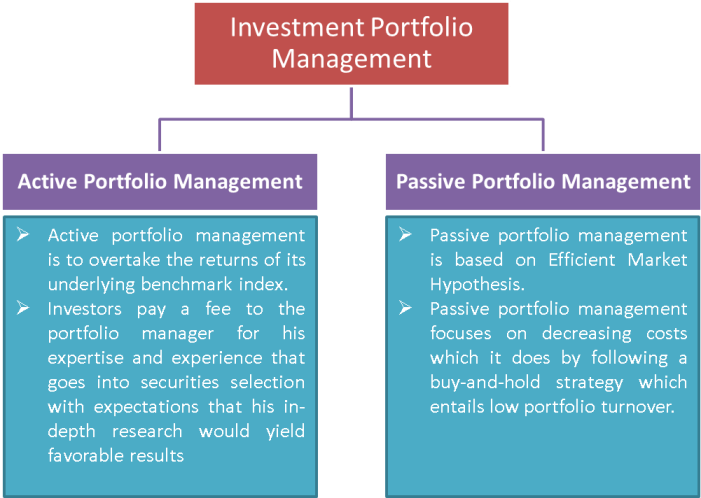 Investment Portfolio
Management
Active Portfolio Management
➢ Active portfolio management
is to overtake the returns of its
underlying benchmark index.
➢ Investors pay a fee to the
portfolio manager for his
expertise and experience that
goes into securities selection
with expectations that his in-
depth research would yield
favorable results
Passive Portfolio Management
➢ Passive portfolio management
is based on Efficient Market
Hypothesis.
➢ Passive portfolio management
focuses on decreasing costs
which it does by following a
buy-and-hold strategy which
entails low portfolio turnover.